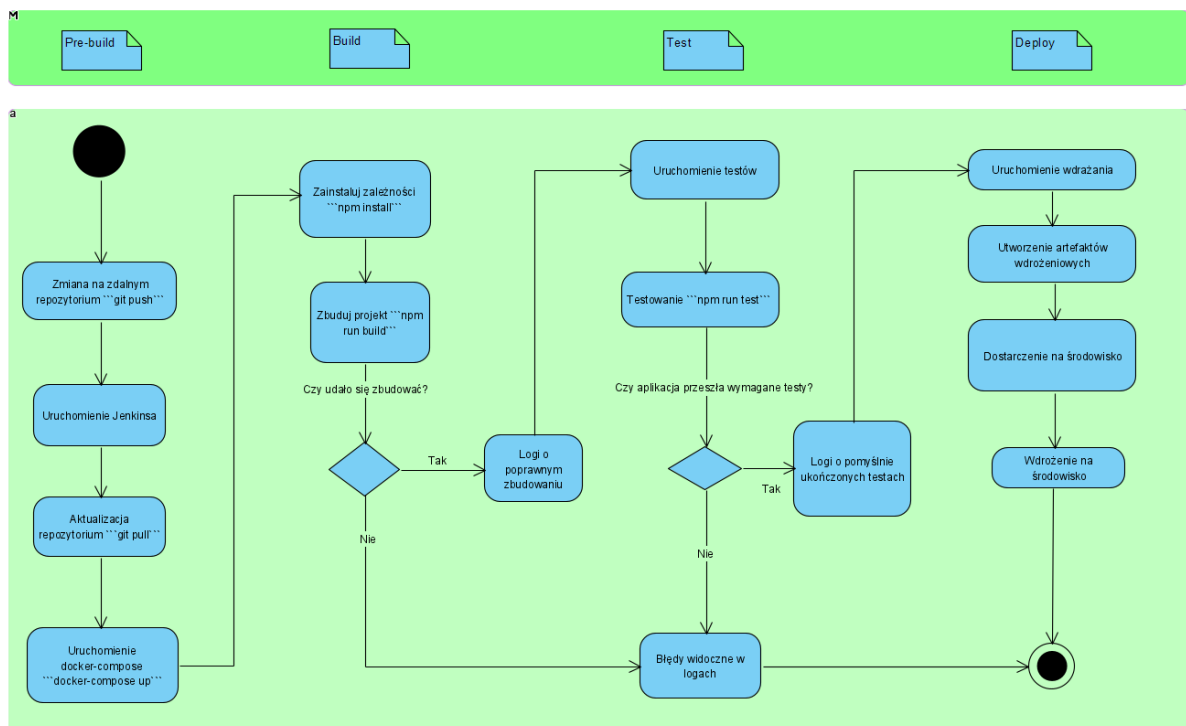 M
Pre-build
Build
Test
Deploy
a
Zmiana na zdalnym
repozytorium ```git push```
Uruchomienie Jenkinsa
Aktualizacja
repozytorium ```git pull```
Uruchomienie
docker-compose
```docker-compose up```
Zainstaluj zależności
```npm install```
Zbuduj projekt ```npm
run build```
Czy udało się zbudować?
Tak
Nie
Logi o
poprawnym
zbudowaniu
Uruchomienie testów
Testowanie ```npm run test```
Czy aplikacja przeszła wymagane testy?
Tak
Nie
Logi o pomyślnie
ukończonych testach
Błędy widoczne w
logach
Uruchomienie wdrażania
Utworzenie artefaktów
wdrożeniowych
Dostarczenie na środowisko
Wdrożenie na
środowisko